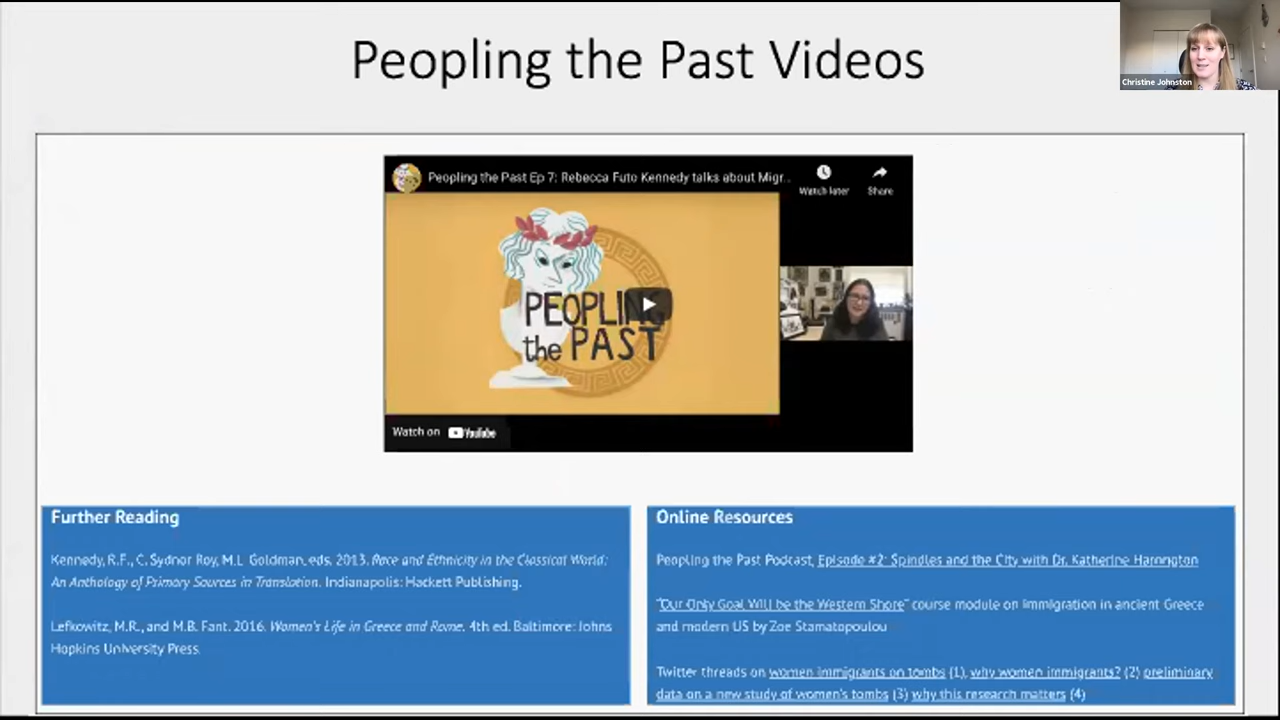 Peopling the Past Videos
Christine Johnston
Peopling the Past Ep 7: Rebecca Futo Kennedy talks about Migr...
Watch later
Share
PEOPLING
the PAST
Watch on YouTube
Further Reading
Kennedy, R.F., C. Sydnor Roy, M.L. Goldman, eds. 2013. Race and Ethnicity in the Classical World:
An Anthology of Primary Sources in Translation. Indianapolis: Hackett Publishing.
Lefkowitz, M.R., and M.B. Fant. 2016. Women's Life in Greece and Rome. 4th ed. Baltimore: Johns
Hopkins University Press.
Online Resources
Peopling the Past Podcast, Episode #2: Spindles and the City with Dr. Katherine Harrington
"Our Only Goal Will be the Western Shore" course module on immigration in ancient Greece
and modern US by Zoe Stamatopoulou
Twitter threads on women immigrants on tombs (1), why women immigrants? (2) preliminary
data on a new study of women's tombs (3) why this research matters (4)